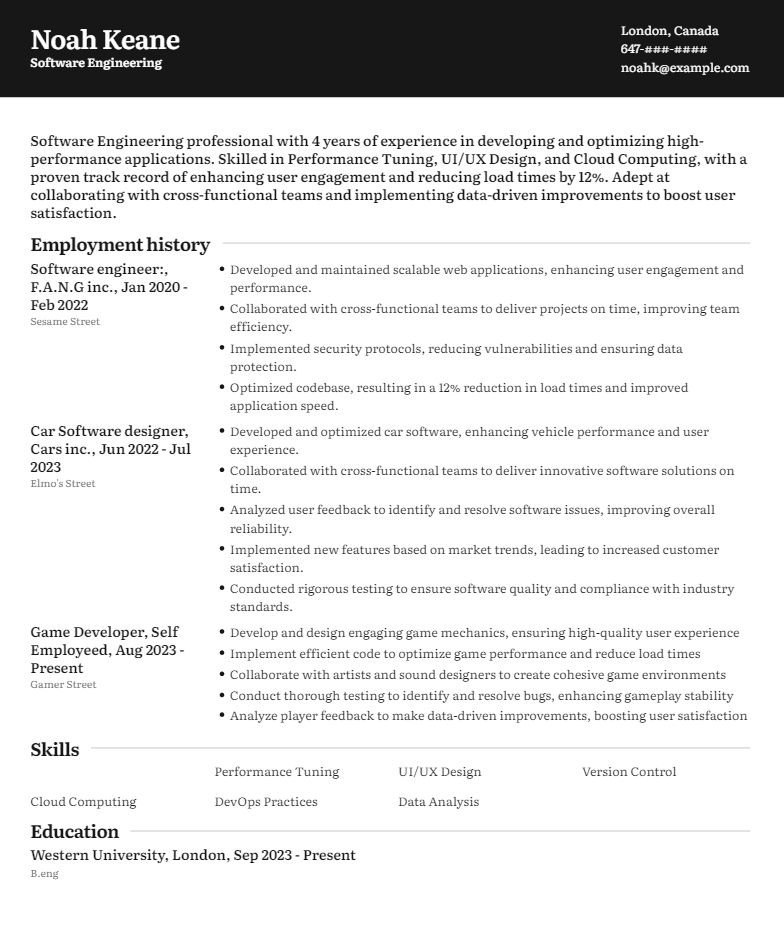 Noah Keane
Software Engineering
London, Canada
647-###-####
noahk@example.com
Software Engineering professional with 4 years of experience in developing and optimizing high-
performance applications. Skilled in Performance Tuning, UI/UX Design, and Cloud Computing, with a
proven track record of enhancing user engagement and reducing load times by 12%. Adept at
collaborating with cross-functional teams and implementing data-driven improvements to boost user
satisfaction.
Employment history
Software engineer:,
F.A.N.G inc., Jan 2020 -
Feb 2022
Sesame Street
• Developed and maintained scalable web applications, enhancing user engagement and
performance.
• Collaborated with cross-functional teams to deliver projects on time, improving team
efficiency.
• Implemented security protocols, reducing vulnerabilities and ensuring data
protection.
• Optimized codebase, resulting in a 12% reduction in load times and improved
application speed.
Car Software designer,
Cars inc., Jun 2022 - Jul
2023
Elmo's Street
• Developed and optimized car software, enhancing vehicle performance and user
experience.
• Collaborated with cross-functional teams to deliver innovative software solutions on
time.
• Analyzed user feedback to identify and resolve software issues, improving overall
reliability.
• Implemented new features based on market trends, leading to increased customer
satisfaction.
• Conducted rigorous testing to ensure software quality and compliance with industry
standards.
Game Developer, Self
Employeed, Aug 2023 -
Present
Gamer Street
• Develop and design engaging game mechanics, ensuring high-quality user experience
• Implement efficient code to optimize game performance and reduce load times
• Collaborate with artists and sound designers to create cohesive game environments
• Conduct thorough testing to identify and resolve bugs, enhancing gameplay stability
• Analyze player feedback to make data-driven improvements, boosting user satisfaction
Skills
Performance Tuning UI/UX Design Version Control
Cloud Computing DevOps Practices Data Analysis
Education
Western University, London, Sep 2023 - Present
B.eng